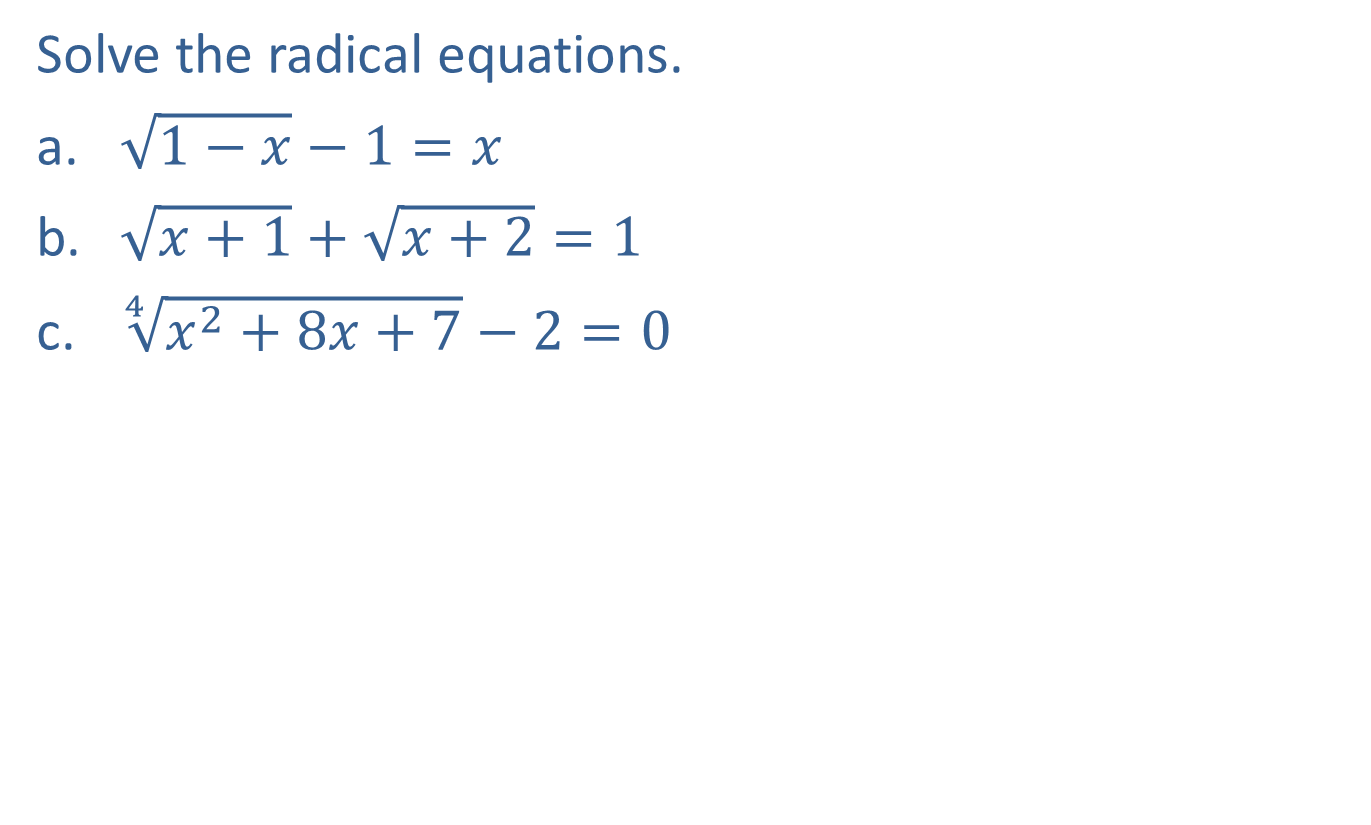 Solve the radical equations.
a. √(1 − x) − 1 = x
b. √(x + 1) + √(x + 2) = 1
c. ∜(x² + 8x + 7) − 2 = 0